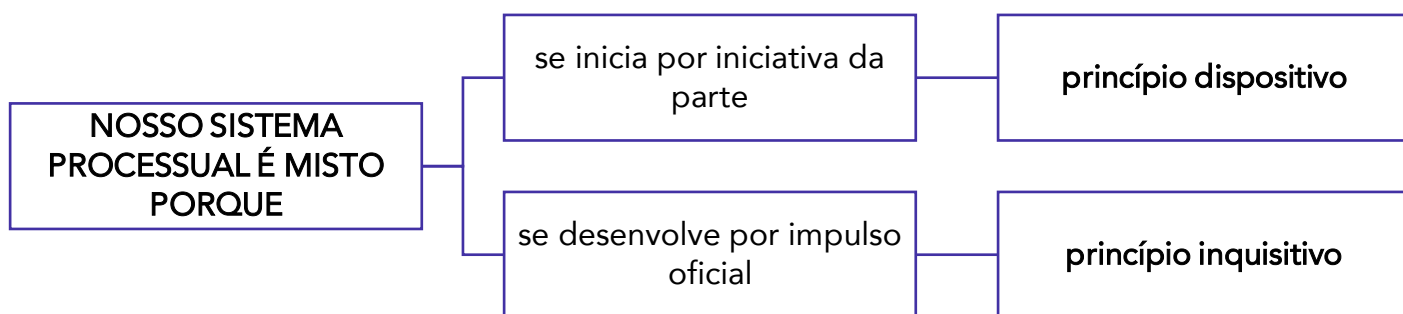 NOSSO SISTEMA
PROCESSUAL É MISTO
PORQUE
se inicia por iniciativa da
parte
princípio dispositivo
se desenvolve por impulso
oficial
princípio inquisitivo